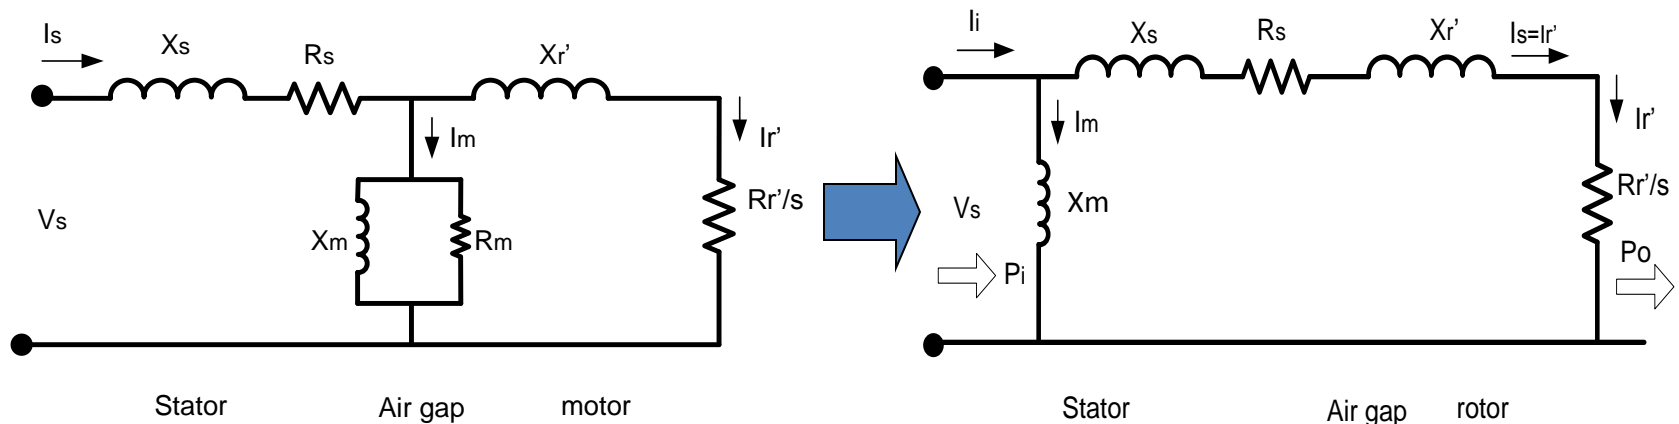 Is
Xs
Rs
Xr’
Im
Ir’
Vs
Xm
Rm
Rr’/s
Stator
Air gap
motor
Ii
Xs
Rs
Xr’
Is=Ir’
Im
Ir’
Vs
Xm
Rr’/s
Pi
Po
Stator
Air gap
rotor